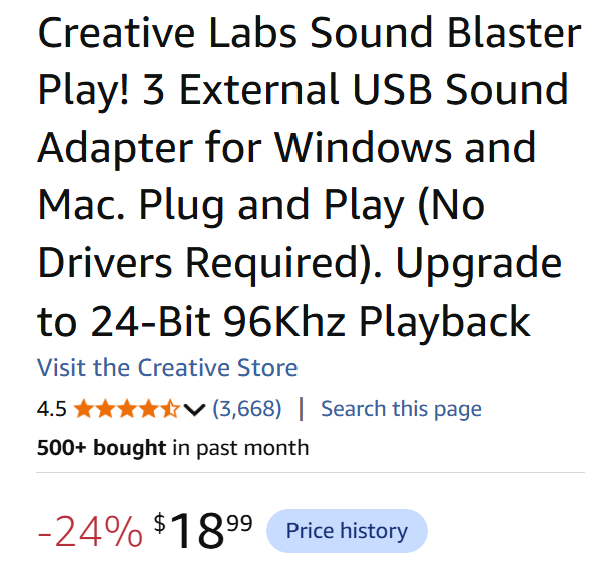 Creative Labs Sound Blaster
Play! 3 External USB Sound
Adapter for Windows and
Mac. Plug and Play (No
Drivers Required). Upgrade
to 24-Bit 96Khz Playback
Visit the Creative Store
4.5 (3,668) | Search this page
500+ bought in past month
-24% $18.99 Price history